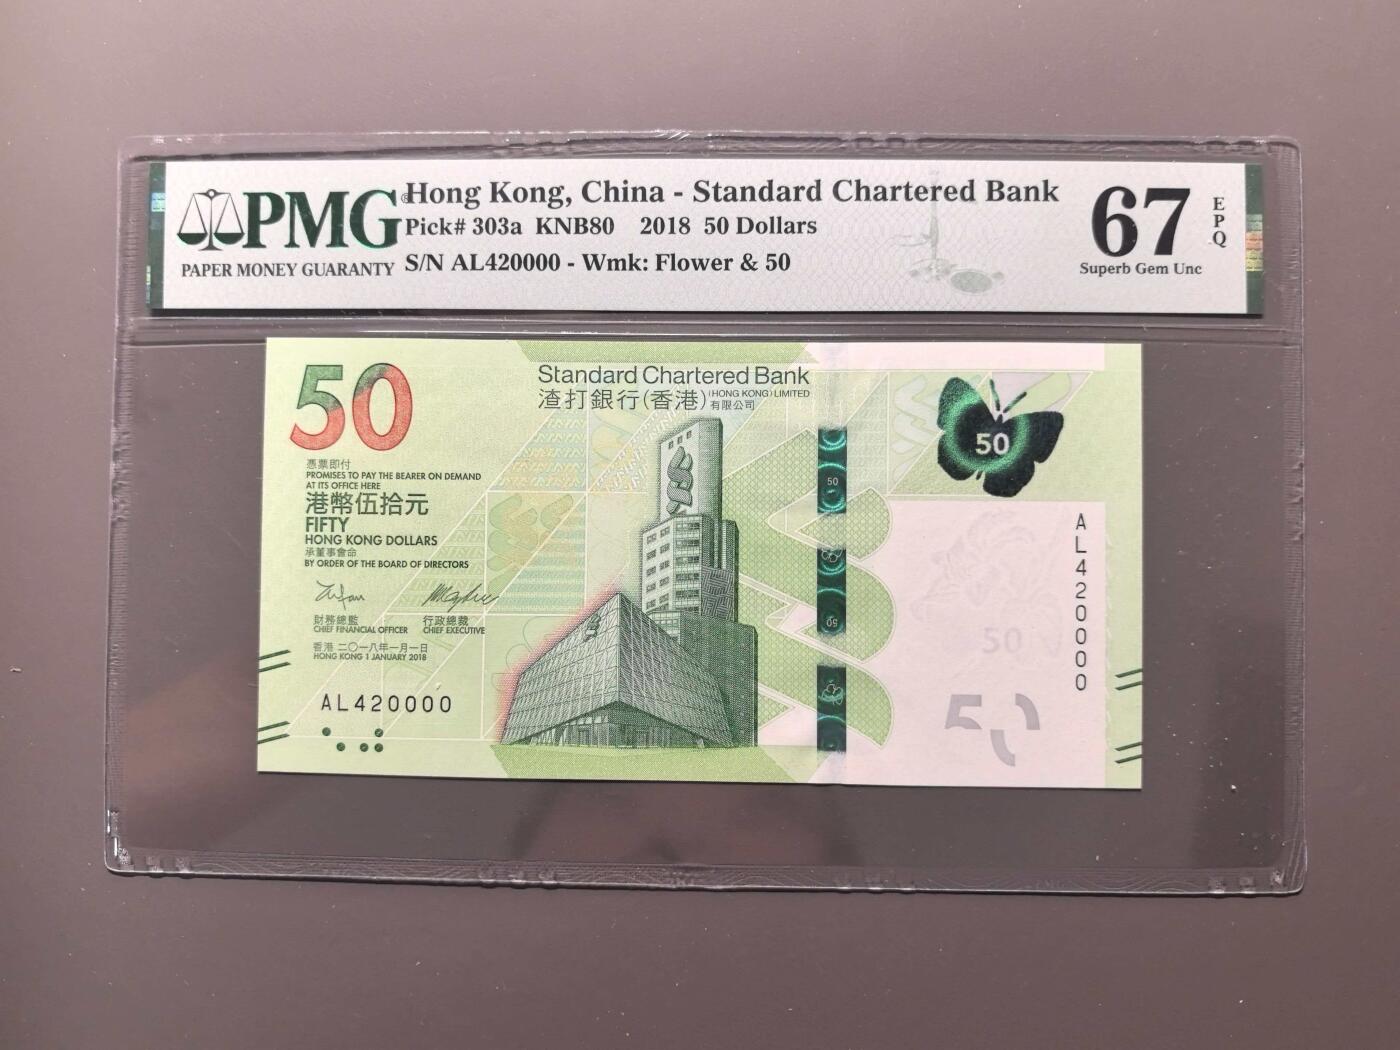 PMG
PAPER MONEY GUARANTY
Hong Kong, China - Standard Chartered Bank
Pick# 303a KNB80 2018 50 Dollars
S/N AL420000 - Wmk: Flower & 50
67
EPQ
Superb Gem Unc
50
Standard Chartered Bank
(HONG KONG) LIMITED
渣打銀行(香港)有限公司
憑票即付
PROMISES TO PAY THE BEARER ON DEMAND
AT ITS OFFICE HERE
港幣伍拾元
FIFTY
HONG KONG DOLLARS
承董事會命
BY ORDER OF THE BOARD OF DIRECTORS
財務總監
CHIEF FINANCIAL OFFICER
行政總裁
CHIEF EXECUTIVE
香港 二〇一八年一月一日
HONG KONG 1 JANUARY 2018
AL420000
50
50
50
AL420000
50
50